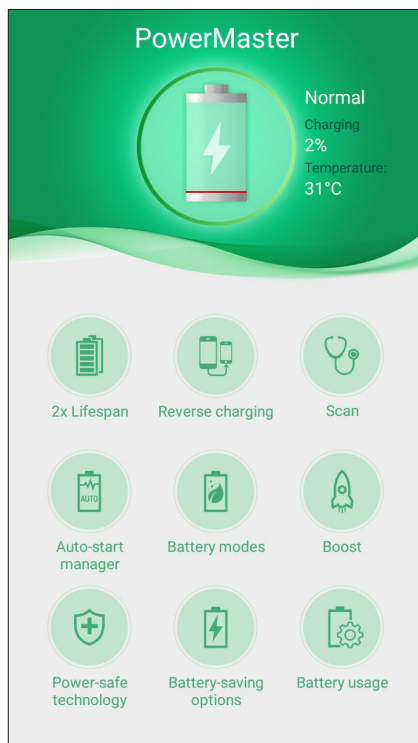 PowerMaster
Normal
Charging
2%
Temperature:
31°C
2x Lifespan
Reverse charging
Scan
AUTO
Auto-start
manager
Battery modes
Boost
Power-safe
technology
Battery-saving
options
Battery usage